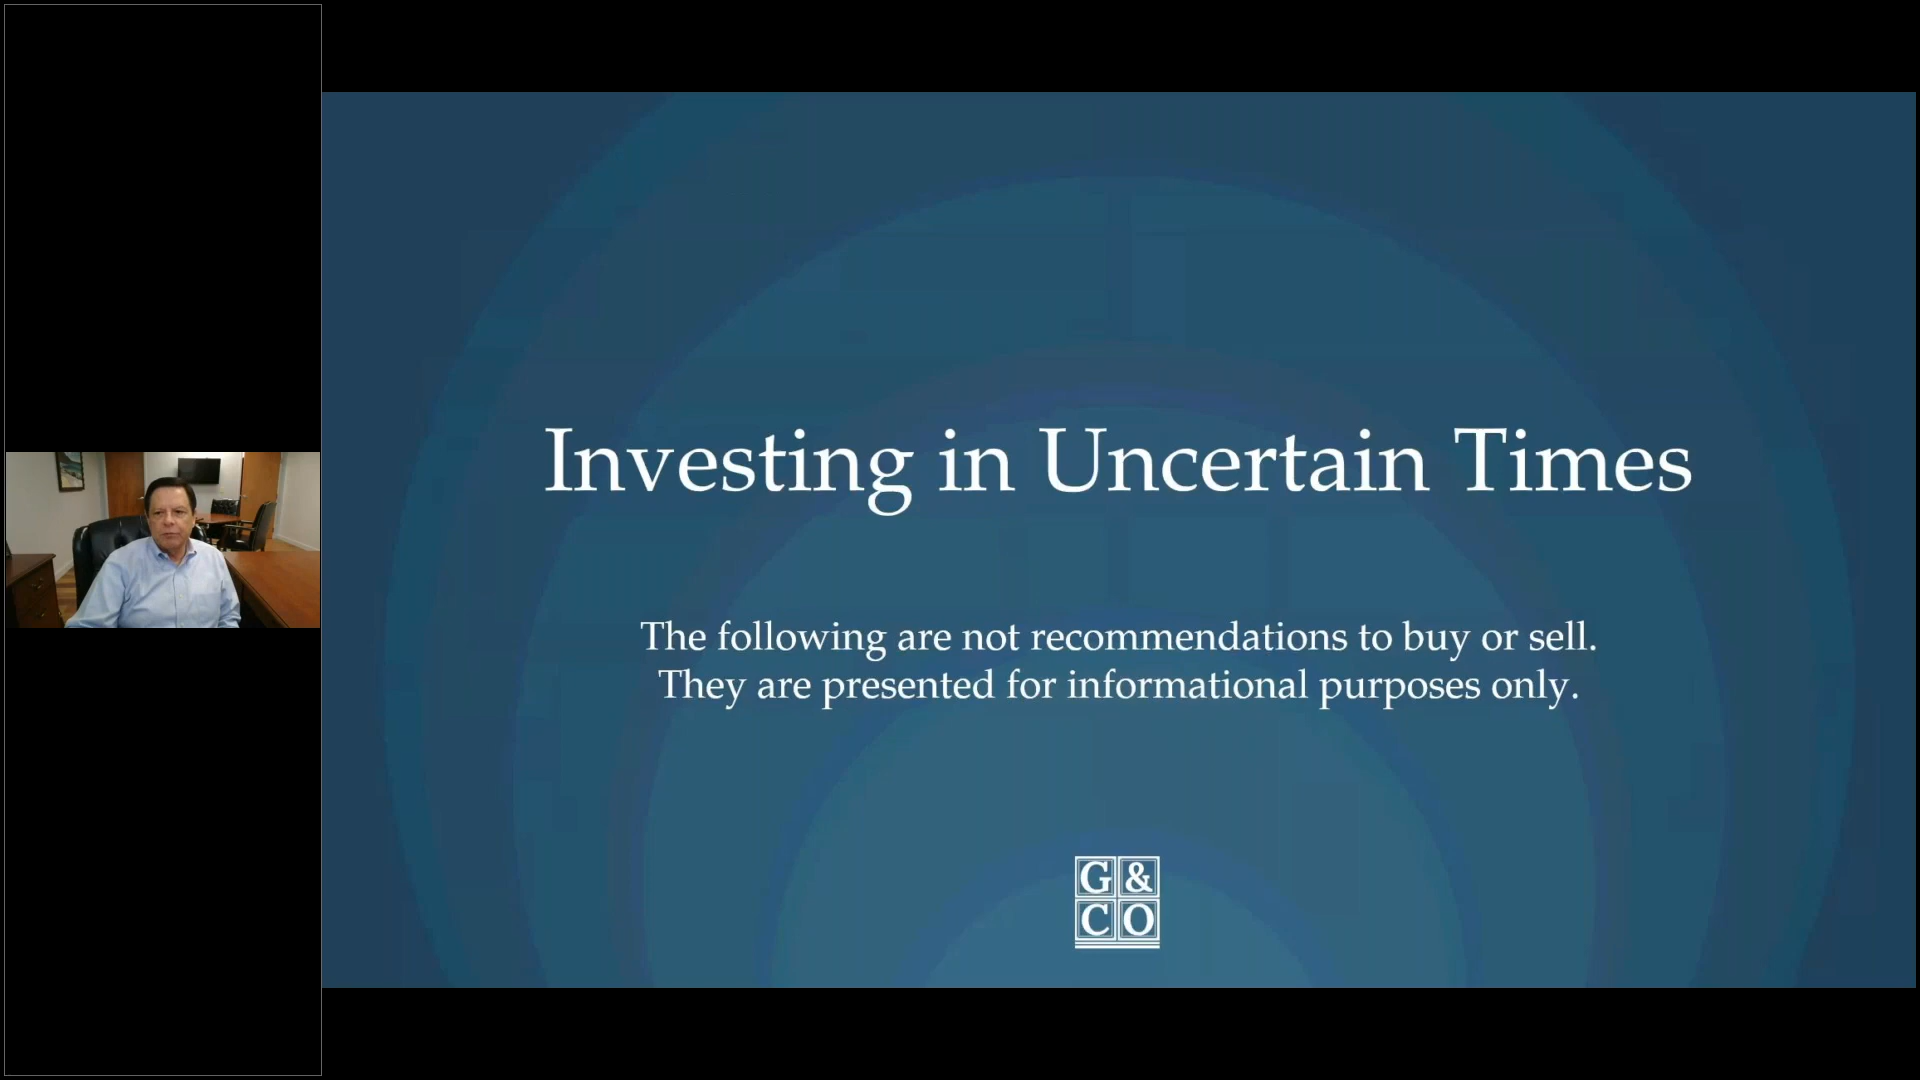 Investing in Uncertain Times
The following are not recommendations to buy or sell.
They are presented for informational purposes only.
G &
CO